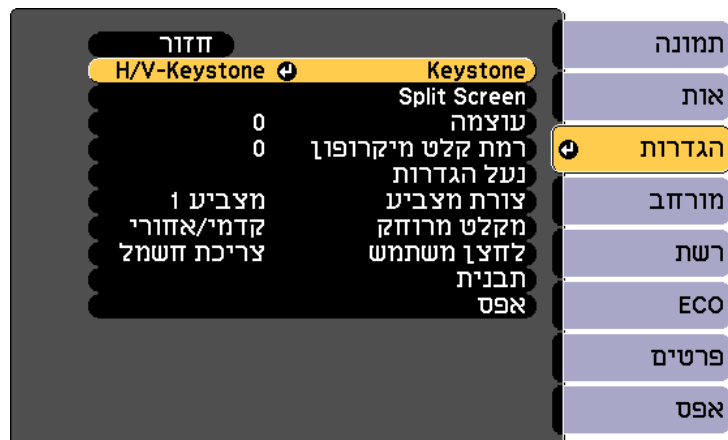 חזור
Keystone H/V-Keystone
Split Screen
עוצמה 0
רמת קלט מיקרופון 0
נעל הגדרות
צורת מצביע מצביע 1
מקלט מרוחק קדמי/אחורי
לחצן משתמש צריכת חשמל
תבנית
אפס
תמונה
אות
הגדרות
מורחב
רשת
ECO
פרטים
אפס